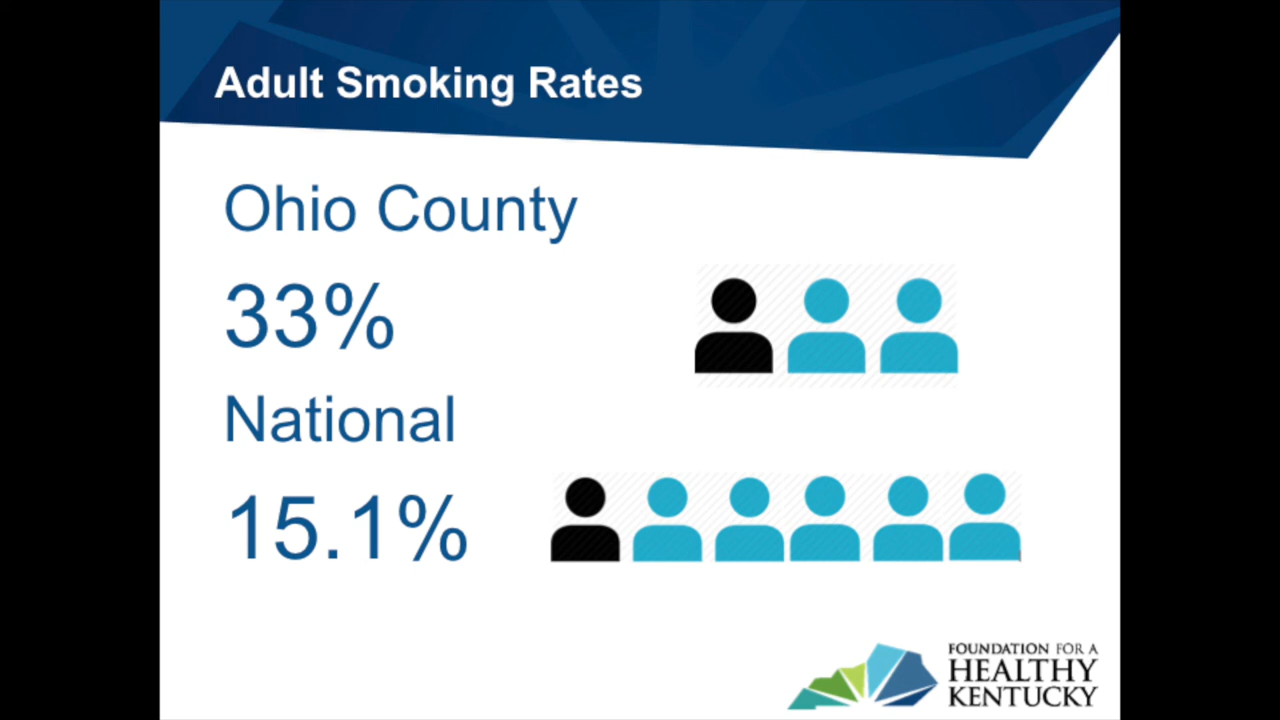 Adult Smoking Rates
Ohio County
33%
National
15.1%
FOUNDATION FOR A
HEALTHY
KENTUCKY